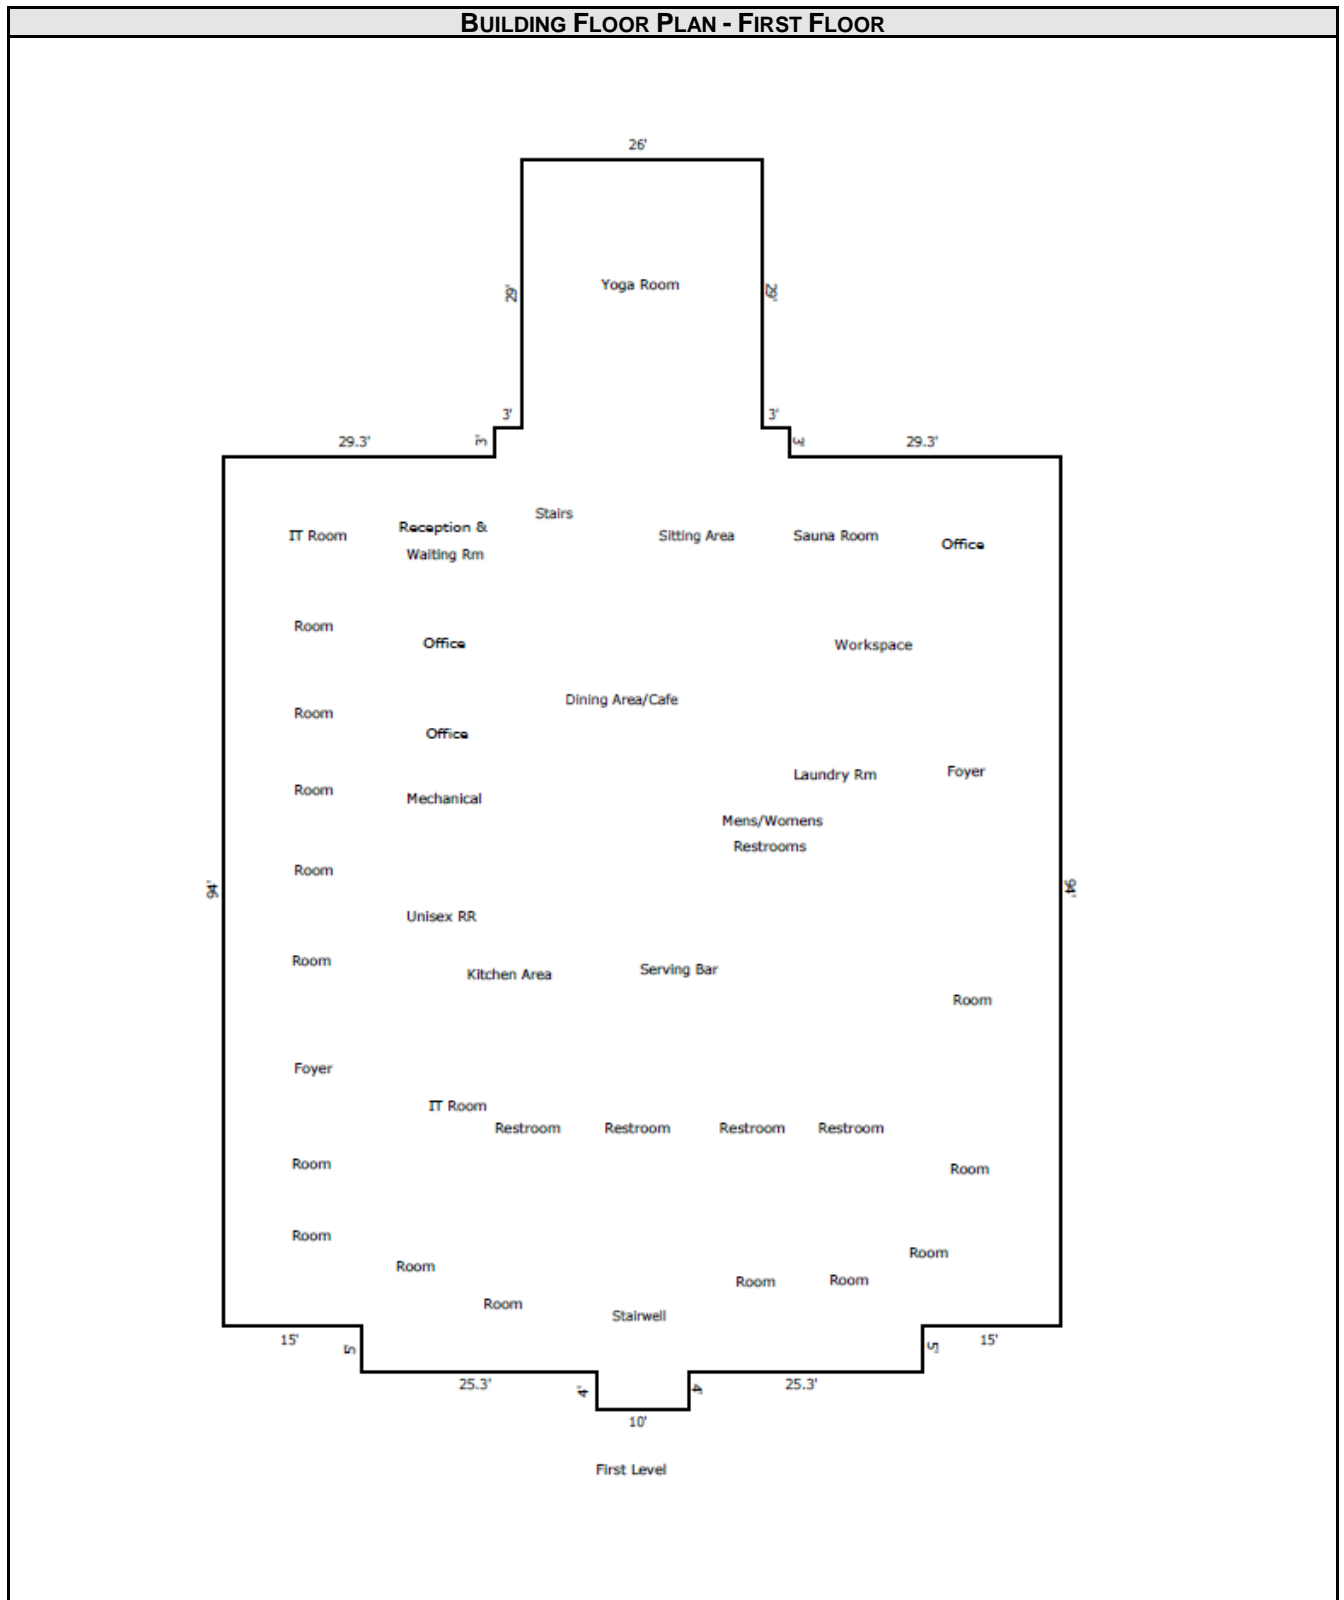 BUILDING FLOOR PLAN - FIRST FLOOR
26'
Yoga Room
29'
29'
3'
3'
29.3'
3'
3'
29.3'
Stairs
Reception &
Waiting Rm
IT Room
Sitting Area
Sauna Room
Office
Room
Office
Workspace
Dining Area/Cafe
Room
Office
Laundry Rm
Foyer
Room
Mechanical
Mens/Womens
Restrooms
Room
94'
94'
Unisex RR
Room
Kitchen Area
Serving Bar
Room
Foyer
IT Room
Restroom
Restroom
Restroom
Restroom
Room
Room
Room
Room
Room
Room
Room
Room
Stairwell
15'
5'
5'
15'
25.3'
4'
4'
25.3'
10'
First Level